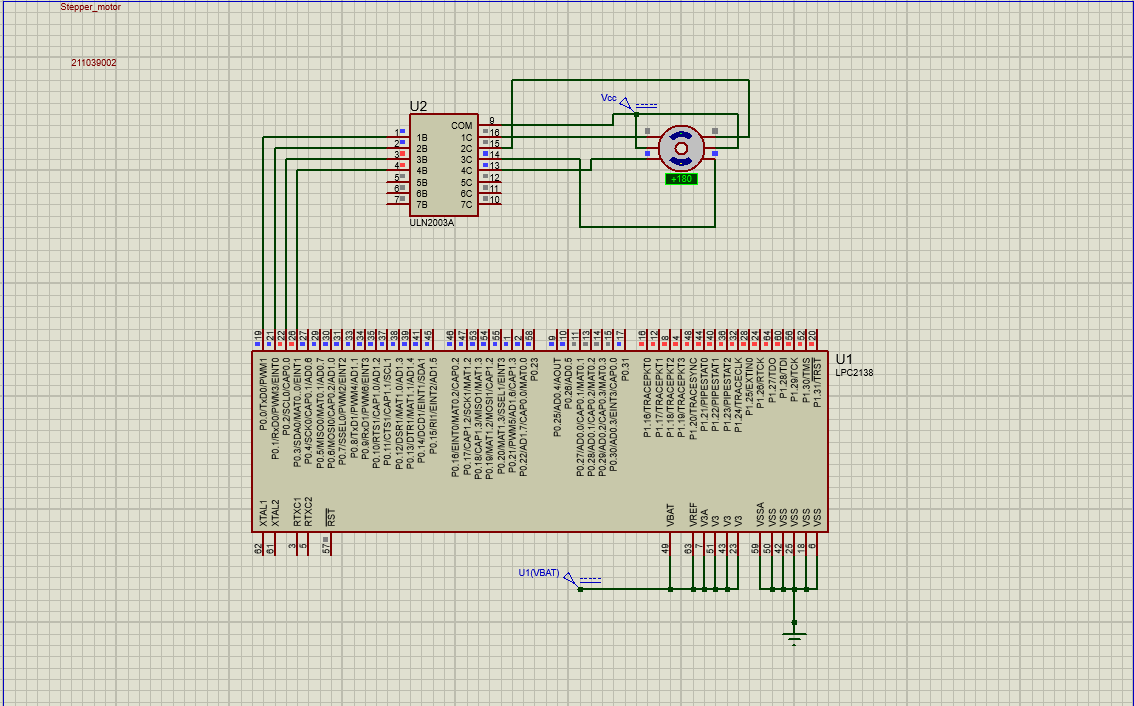 Stepper_motor
211039002
U2
Vcc
COM 9
1 1B 1C 16
2 2B 2C 15
3 3B 3C 14
4 4B 4C 13
5 5B 5C 12
6 6B 6C 11
7 7B 7C 10
ULN2003A
+180
U1
LPC2138
19 P0.0/TxD0/PWM1
21 P0.1/RxD0/PWM3/EINT0
22 P0.2/SCL0/CAP0.0
26 P0.3/SDA0/MAT0.0/EINT1
27 P0.4/SCK0/CAP0.1/AD0.6
29 P0.5/MISO0/MAT0.1/AD0.7
30 P0.6/MOSI0/CAP0.2/AD1.0
31 P0.7/SSEL0/PWM2/EINT2
33 P0.8/TxD1/PWM4/AD1.1
34 P0.9/RxD1/PWM6/EINT3
35 P0.10/RTS1/CAP1.0/AD1.2
37 P0.11/CTS1/CAP1.1/SCL1
38 P0.12/DSR1/MAT1.0/AD1.3
39 P0.13/DTR1/MAT1.1/AD1.4
41 P0.14/DCD1/EINT1/SDA1
45 P0.15/RI1/EINT2/AD1.5
46 P0.16/EINT0/MAT0.2/CAP0.2
47 P0.17/CAP1.2/SCK1/MAT1.2
53 P0.18/CAP1.3/MISO1/MAT1.3
54 P0.19/MAT1.2/MOSI1/CAP1.2
55 P0.20/MAT1.3/SSEL1/EINT3
1 P0.21/PWM5/AD1.6/CAP1.3
2 P0.22/AD1.7/CAP0.0/MAT0.0
58 P0.23
9 P0.25/AD0.4/AOUT
10 P0.26/AD0.5
11 P0.27/AD0.0/CAP0.1/MAT0.1
13 P0.28/AD0.1/CAP0.2/MAT0.2
14 P0.29/AD0.2/CAP0.3/MAT0.3
15 P0.30/AD0.3/EINT3/CAP0.0
17 P0.31
16 P1.16/TRACEPKT0
12 P1.17/TRACEPKT1
8 P1.18/TRACEPKT2
4 P1.19/TRACEPKT3
48 P1.20/TRACESYNC
44 P1.21/PIPESTAT0
40 P1.22/PIPESTAT1
36 P1.23/PIPESTAT2
32 P1.24/TRACECLK
28 P1.25/EXTIN0
24 P1.26/RTCK
64 P1.27/TDO
60 P1.28/TDI
56 P1.29/TCK
52 P1.30/TMS
20 P1.31/TRST
XTAL1 62
XTAL2 61
RTXC1 3
RTXC2 5
RST 57
VBAT 49
VREF 63
V3A 7
V3 51
V3 43
V3 23
VSSA 59
VSS 50
VSS 42
VSS 25
VSS 18
VSS 6
U1(VBAT)